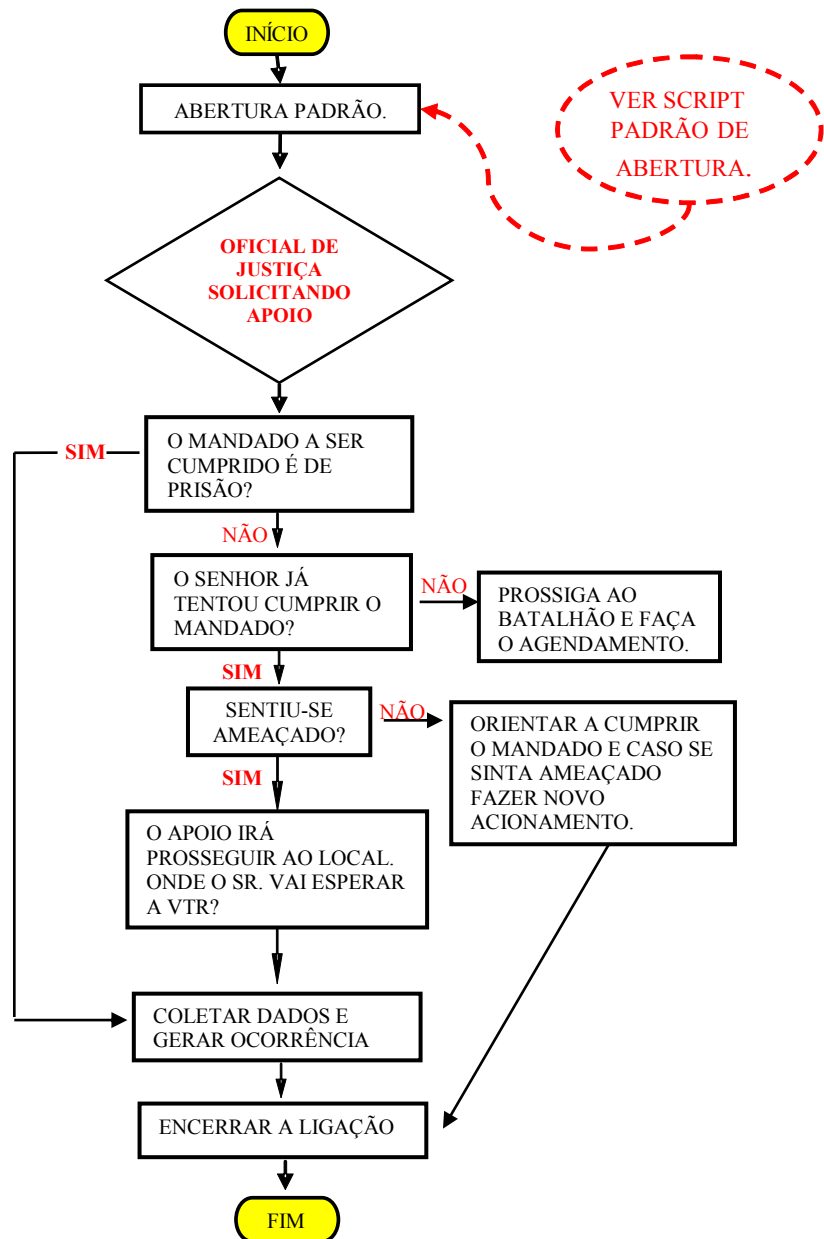 INÍCIO
ABERTURA PADRÃO.
VER SCRIPT
PADRÃO DE
ABERTURA.
OFICIAL DE
JUSTIÇA
SOLICITANDO
APOIO
SIM
O MANDADO A SER
CUMPRIDO É DE
PRISÃO?
NÃO
O SENHOR JÁ
TENTOU CUMPRIR O
MANDADO?
NÃO
PROSSIGA AO
BATALHÃO E FAÇA
O AGENDAMENTO.
SIM
SENTIU-SE
AMEAÇADO?
NÃO
ORIENTAR A CUMPRIR
O MANDADO E CASO SE
SINTA AMEAÇADO
FAZER NOVO
ACIONAMENTO.
SIM
O APOIO IRÁ
PROSSEGUIR AO LOCAL.
ONDE O SR. VAI ESPERAR
A VTR?
COLETAR DADOS E
GERAR OCORRÊNCIA
ENCERRAR A LIGAÇÃO
FIM